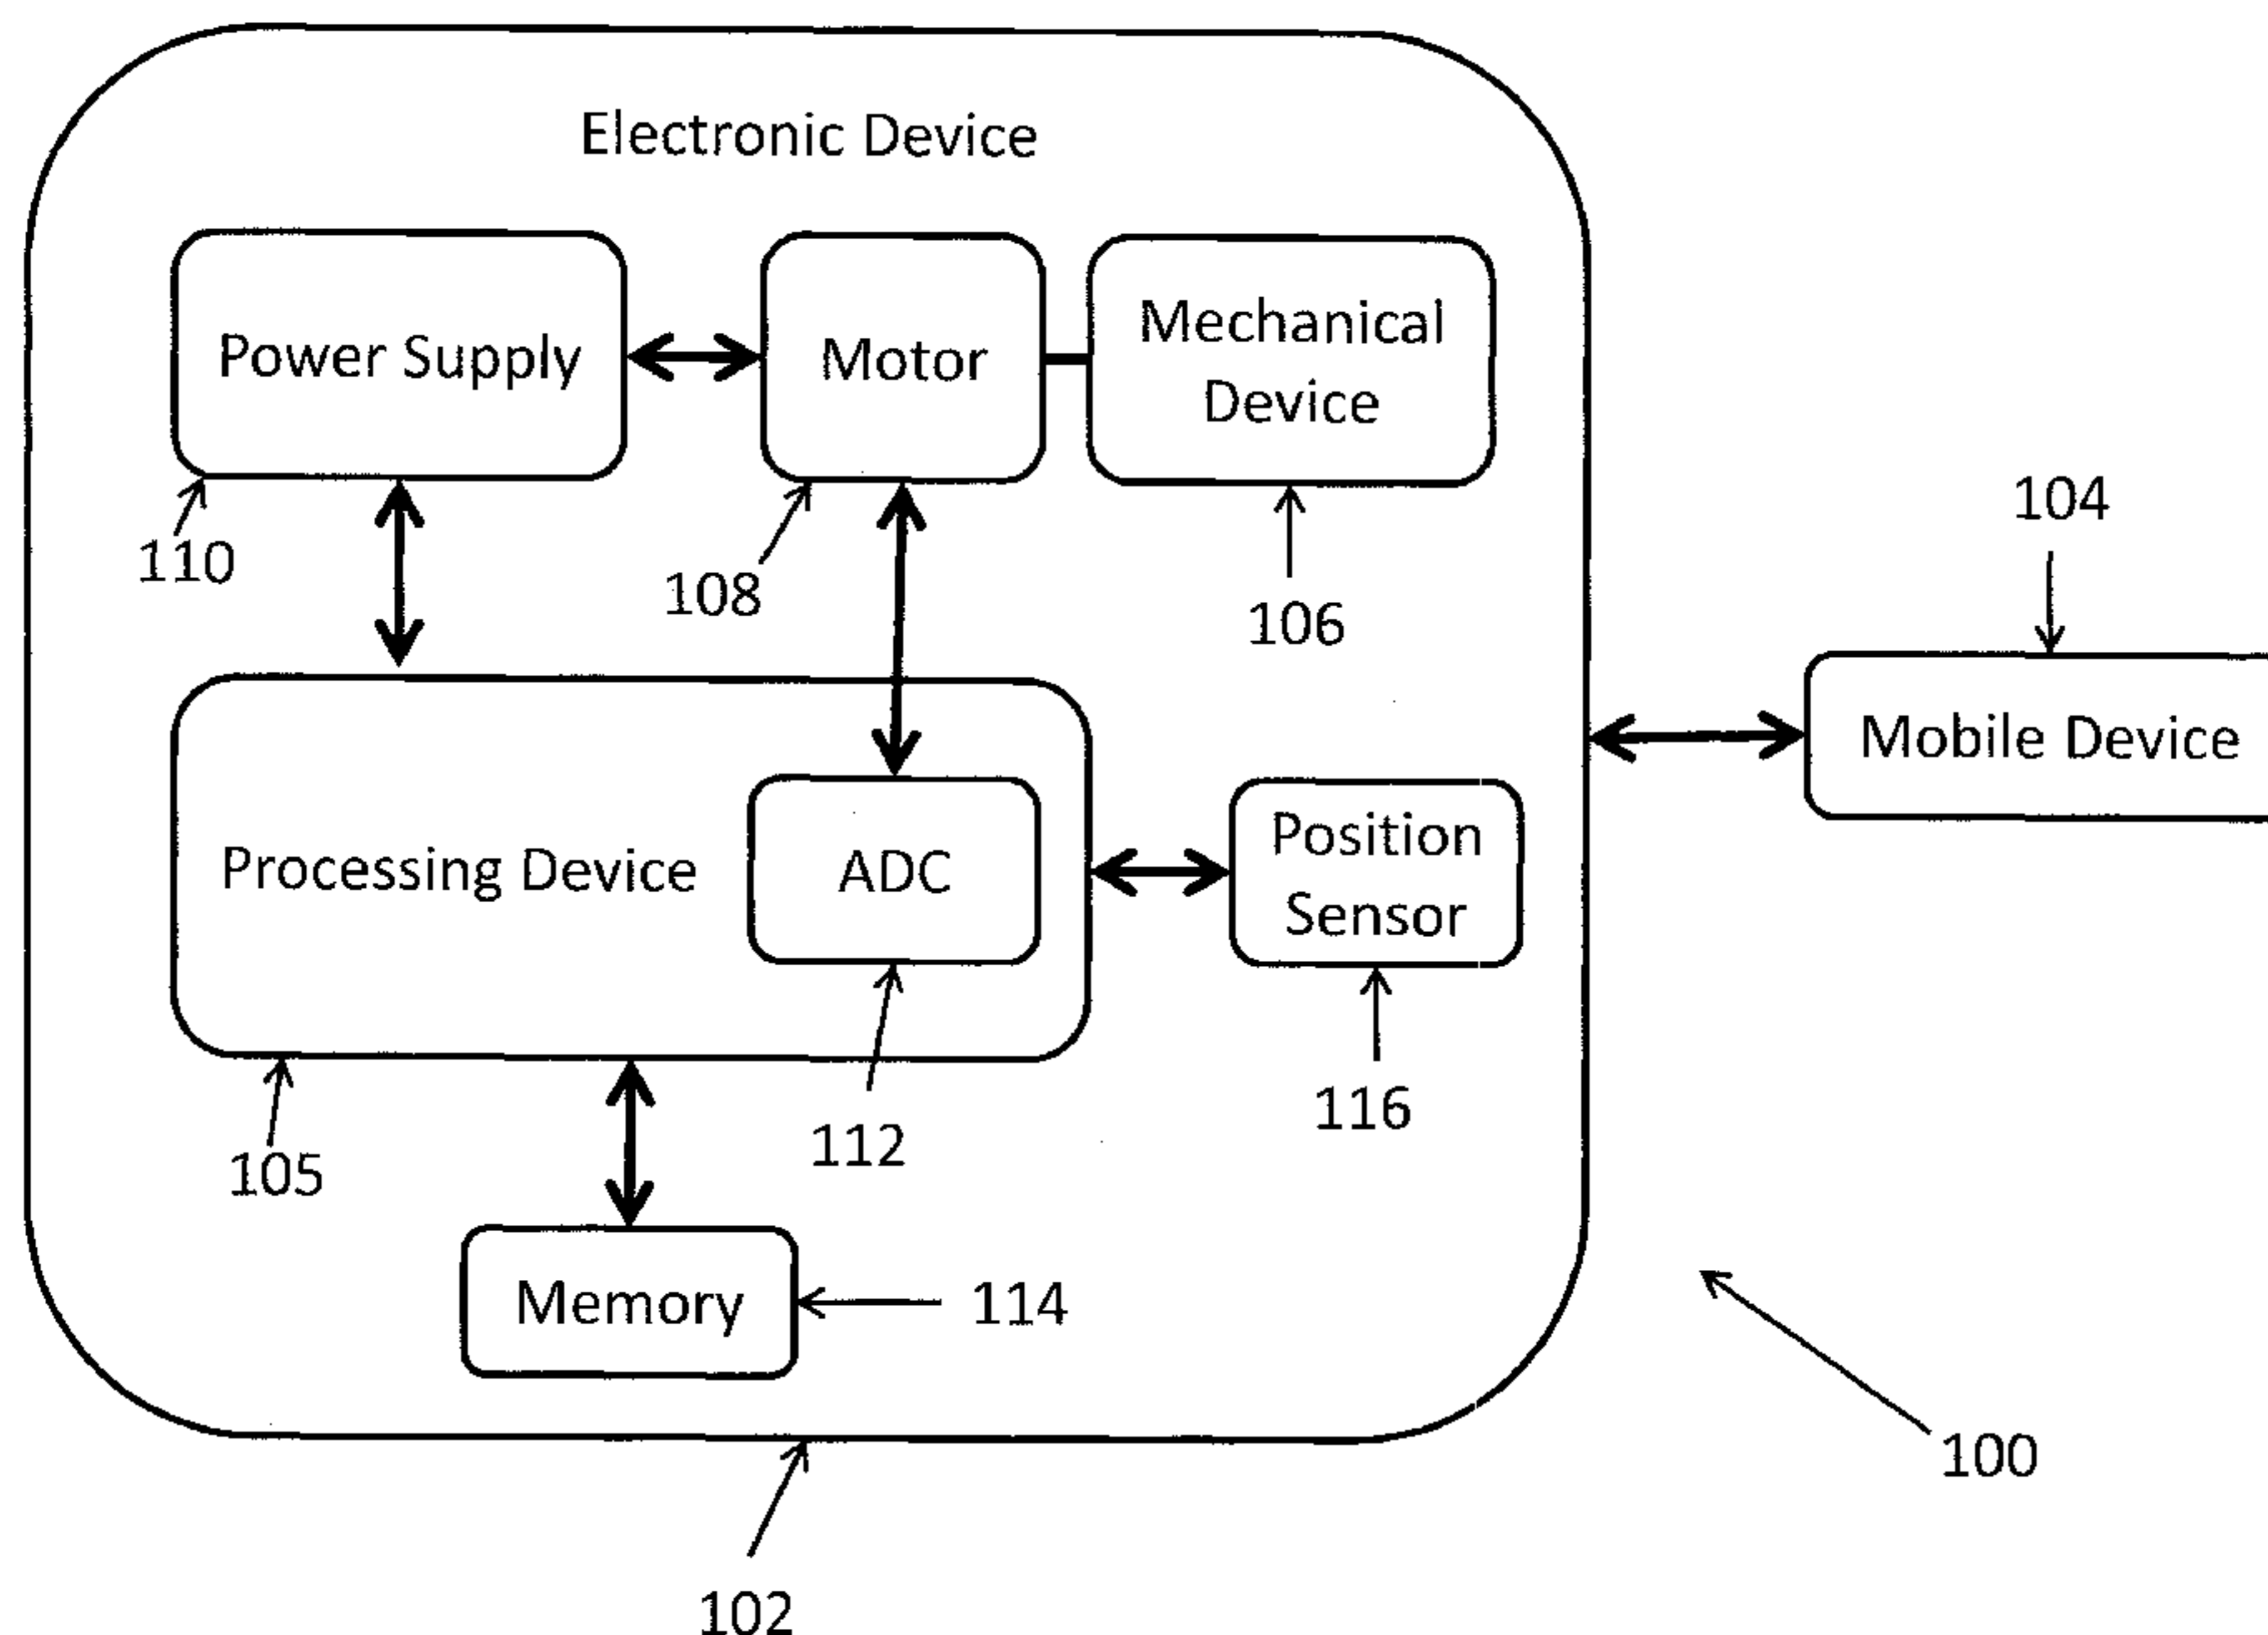 Electronic Device
Power Supply
Motor
Mechanical
Device
110
108
106
104
Mobile Device
Processing Device
ADC
Position
Sensor
105
112
116
Memory
114
100
102